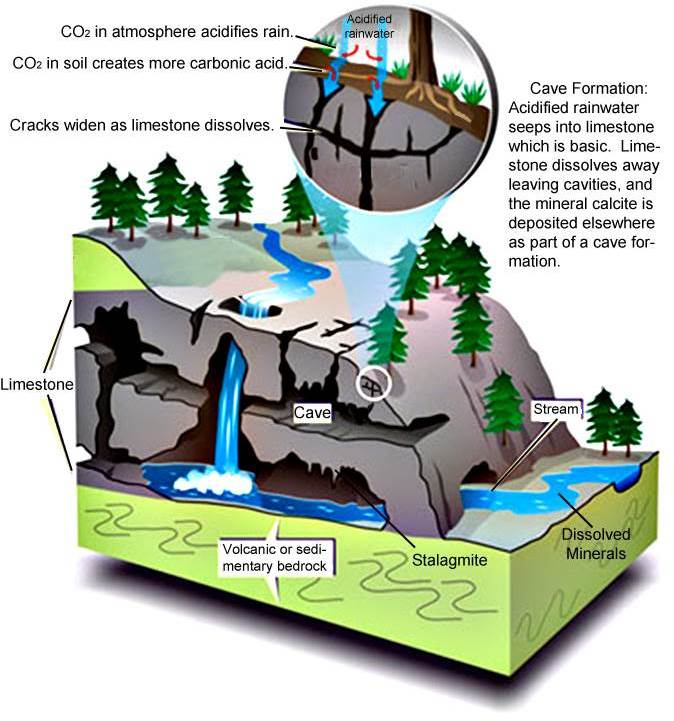 CO2 in atmosphere acidifies rain.
Acidified
rainwater
CO2 in soil creates more carbonic acid.
Cracks widen as limestone dissolves.
Cave Formation:
Acidified rainwater
seeps into limestone
which is basic. Lime-
stone dissolves away
leaving cavities, and
the mineral calcite is
deposited elsewhere
as part of a cave for-
mation.
Limestone
Cave
Stream
Dissolved
Minerals
Volcanic or sedi-
mentary bedrock
Stalagmite